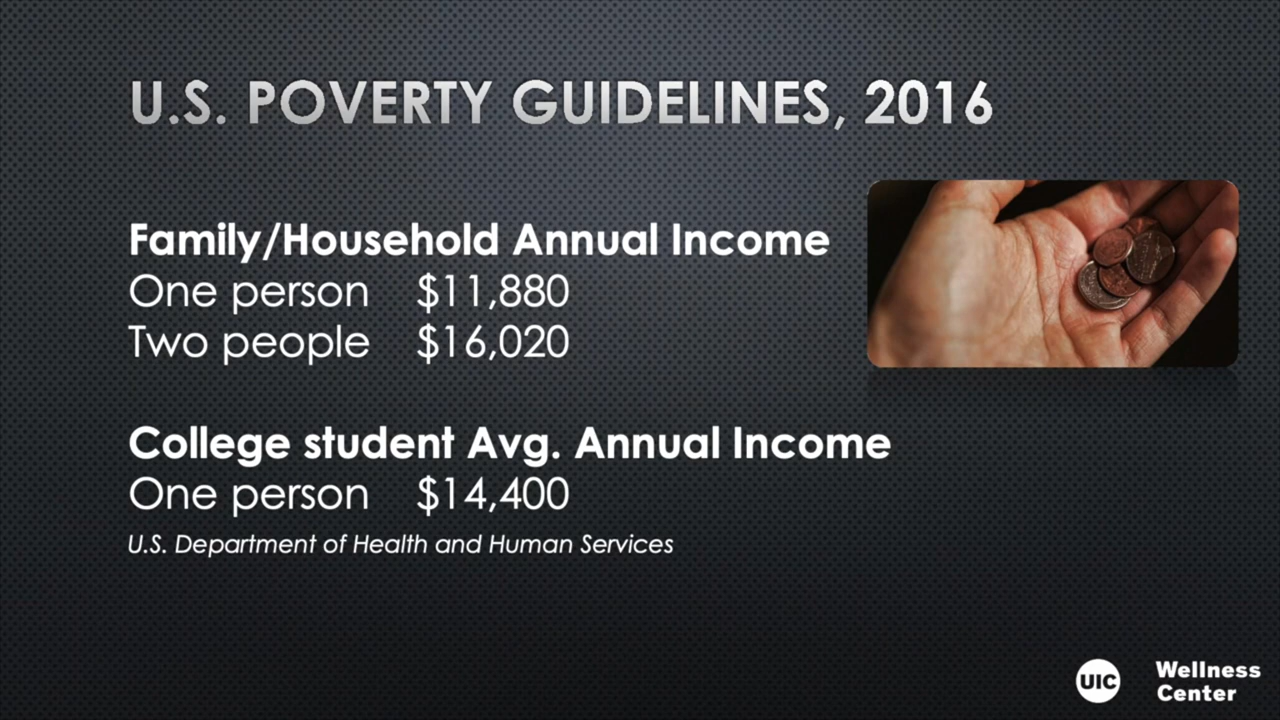 U.S. POVERTY GUIDELINES, 2016
Family/Household Annual Income
One person $11,880
Two people $16,020
College student Avg. Annual Income
One person $14,400
U.S. Department of Health and Human Services
UIC
Wellness
Center